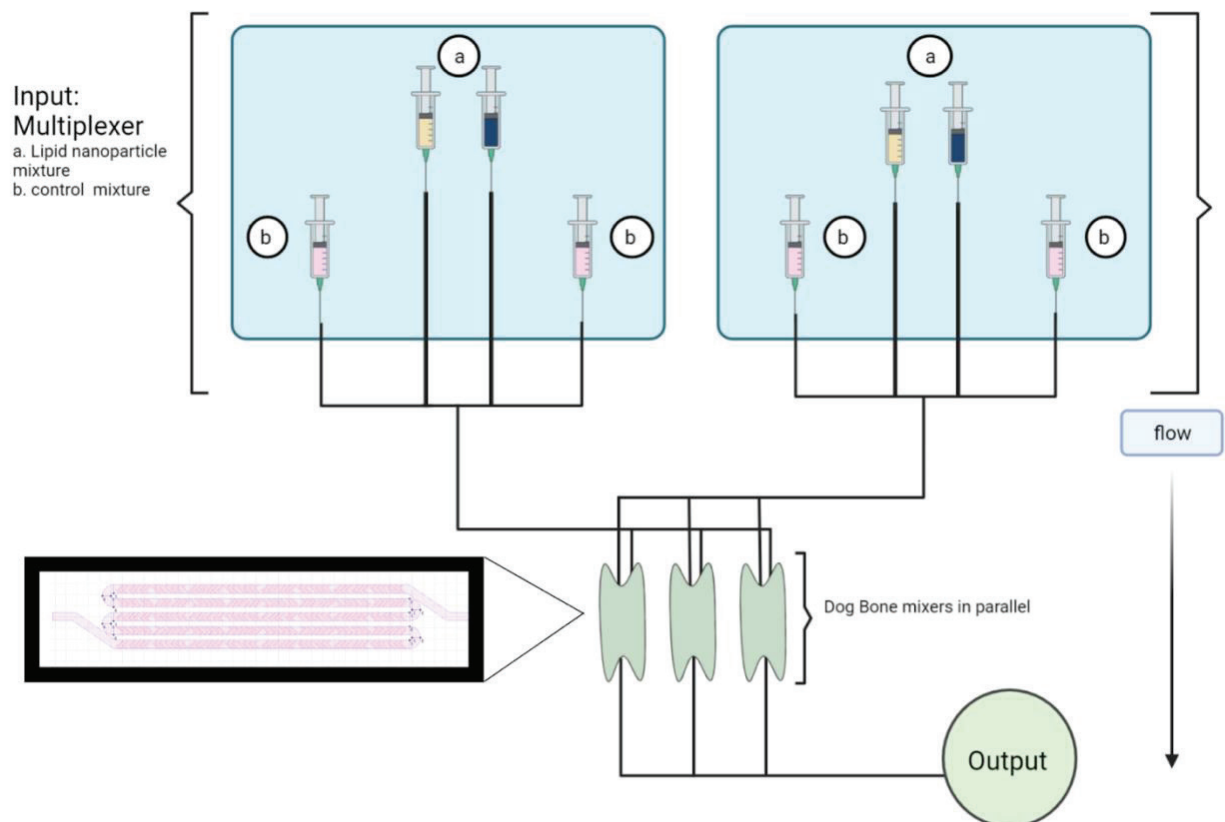 Input:
Multiplexer
a. Lipid nanoparticle
mixture
b. control mixture
a
b
b
a
b
b
flow
Dog Bone mixers in parallel
Output